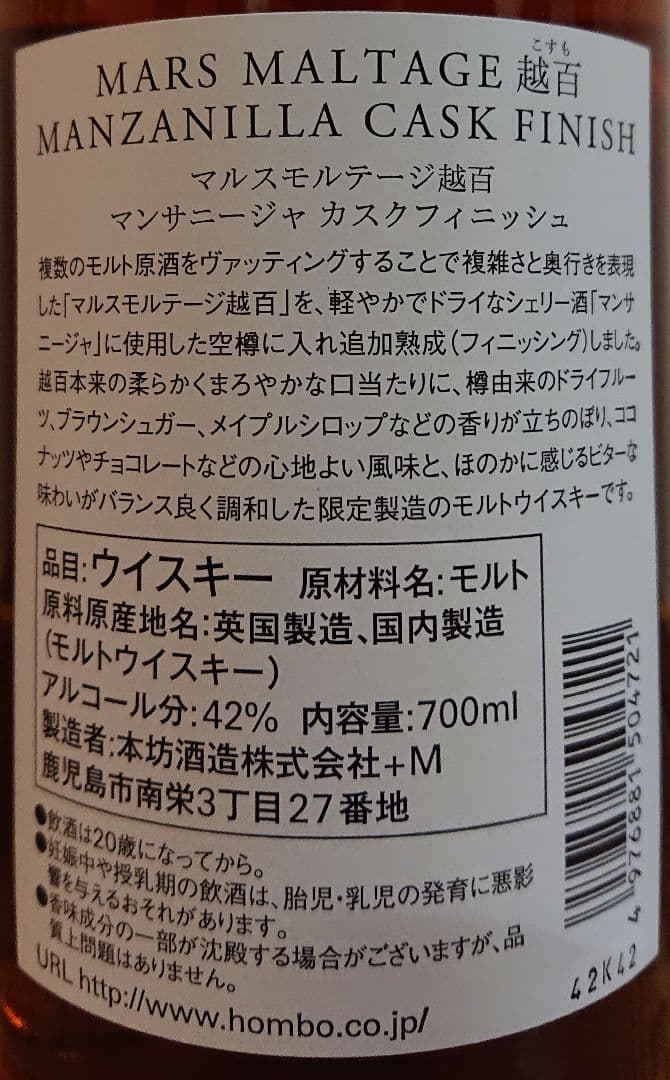 こすも
MARS MALTAGE 越百
MANZANILLA CASK FINISH
マルスモルテージ越百
マンサニージャ カスクフィニッシュ
複数のモルト原酒をヴァッティングすることで複雑さと奥行きを表現
した「マルスモルテージ越百」を、軽やかでドライなシェリー酒「マンサ
ニージャ」に使用した空樽に入れ追加熟成(フィニッシング)しました。
越百本来の柔らかくまろやかな口当たりに、樽由来のドライフルー
ツ、ブラウンシュガー、メイプルシロップなどの香りが立ちのぼり、ココ
ナッツやチョコレートなどの心地よい風味と、ほのかに感じるビターな
味わいがバランス良く調和した限定製造のモルトウイスキーです。
品目:ウイスキー 原材料名:モルト
原料原産地名:英国製造、国内製造
(モルトウイスキー)
アルコール分:42% 内容量:700ml
製造者:本坊酒造株式会社+M
鹿児島市南栄3丁目27番地
●飲酒は20歳になってから。
●妊娠中や授乳期の飲酒は、胎児・乳児の発育に悪影
響を与えるおそれがあります。
●香味成分の一部が沈殿する場合がございますが、品
質上問題はありません。
URL http://www.hombo.co.jp/
4 976881 504721
42K42